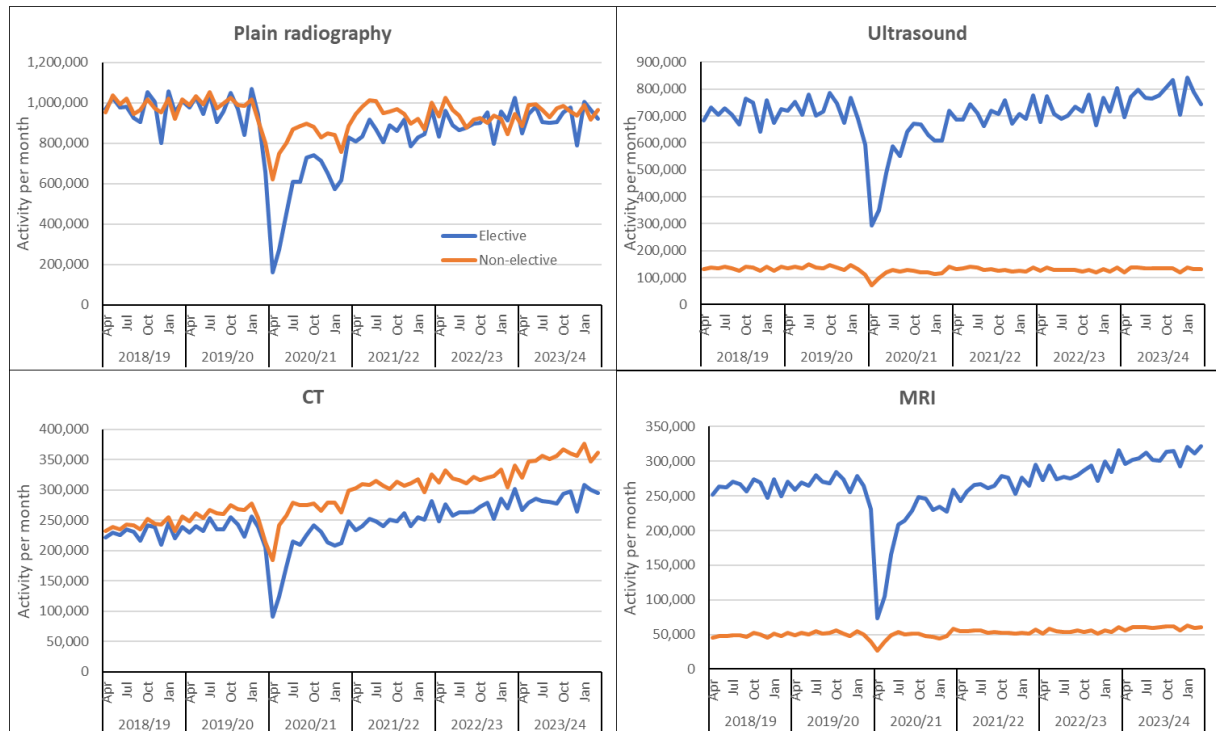 Plain radiography
Activity per month
1,200,000
1,000,000
800,000
600,000
400,000
200,000
0
Elective
Non-elective
Apr Jul Oct Jan Apr Jul Oct Jan Apr Jul Oct Jan Apr Jul Oct Jan Apr Jul Oct Jan Apr Jul Oct Jan
2018/19 2019/20 2020/21 2021/22 2022/23 2023/24
Ultrasound
Activity per month
900,000
800,000
700,000
600,000
500,000
400,000
300,000
200,000
100,000
0
Apr Jul Oct Jan Apr Jul Oct Jan Apr Jul Oct Jan Apr Jul Oct Jan Apr Jul Oct Jan Apr Jul Oct Jan
2018/19 2019/20 2020/21 2021/22 2022/23 2023/24
CT
Activity per month
400,000
350,000
300,000
250,000
200,000
150,000
100,000
50,000
0
Apr Jul Oct Jan Apr Jul Oct Jan Apr Jul Oct Jan Apr Jul Oct Jan Apr Jul Oct Jan Apr Jul Oct Jan
2018/19 2019/20 2020/21 2021/22 2022/23 2023/24
MRI
Activity per month
350,000
300,000
250,000
200,000
150,000
100,000
50,000
0
Apr Jul Oct Jan Apr Jul Oct Jan Apr Jul Oct Jan Apr Jul Oct Jan Apr Jul Oct Jan Apr Jul Oct Jan
2018/19 2019/20 2020/21 2021/22 2022/23 2023/24